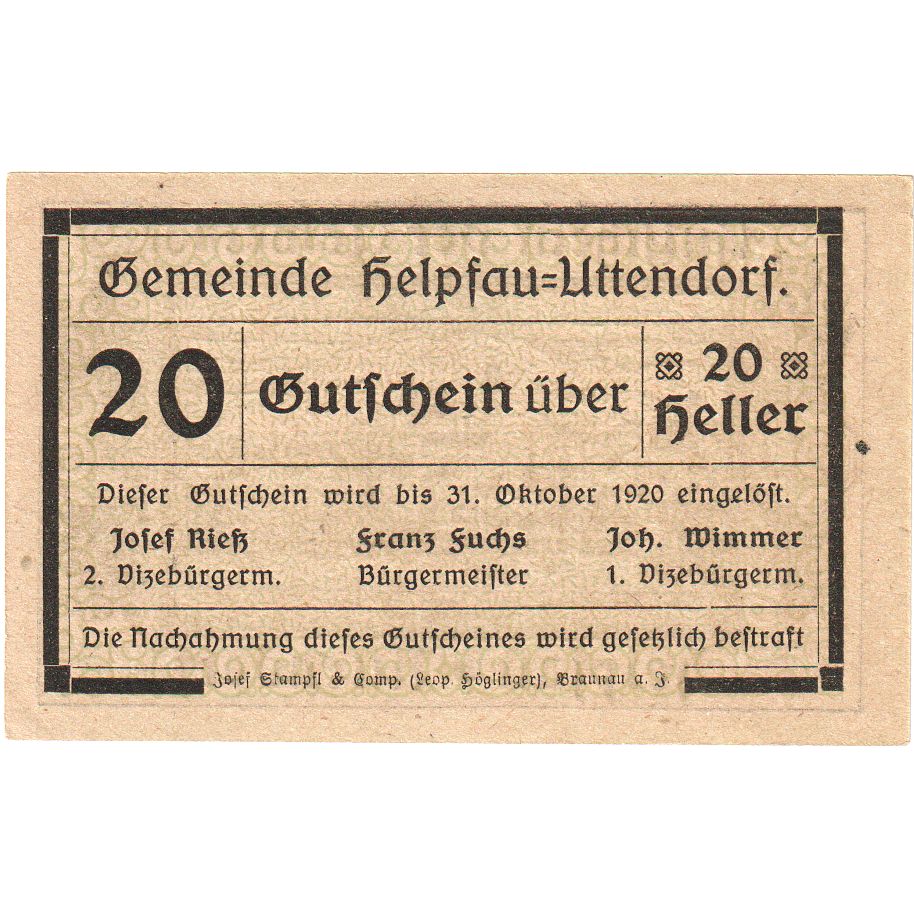 Gemeinde Helpfau=Uttendorf.
20
Gutschein über
20
Heller
Dieser Gutschein wird bis 31. Oktober 1920 eingelöst.
Josef Rieß Franz Fuchs Joh. Wimmer
2. Vizebürgerm. Bürgermeister 1. Vizebürgerm.
Die Nachahmung dieses Gutscheines wird gesetzlich bestraft
Josef Stampfl & Comp. (Leop. Höglinger), Braunau a. J.